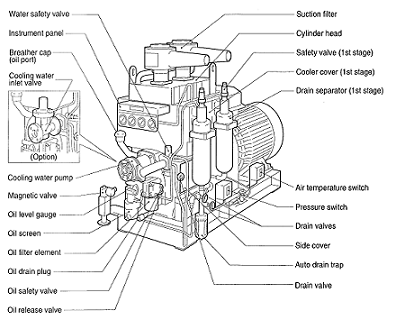 Water safety valve
Instrument panel
Breather cap
(oil port)
Cooling water
inlet valve
(Option)
Cooling water pump
Magnetic valve
Oil level gauge
Oil screen
Oil filter element
Oil drain plug
Oil safety valve
Oil release valve
Suction filter
Cylinder head
Safety valve (1st stage)
Cooler cover (1st stage)
Drain separator (1st stage)
Air temperature switch
Pressure switch
Drain valves
Side cover
Auto drain trap
Drain valve